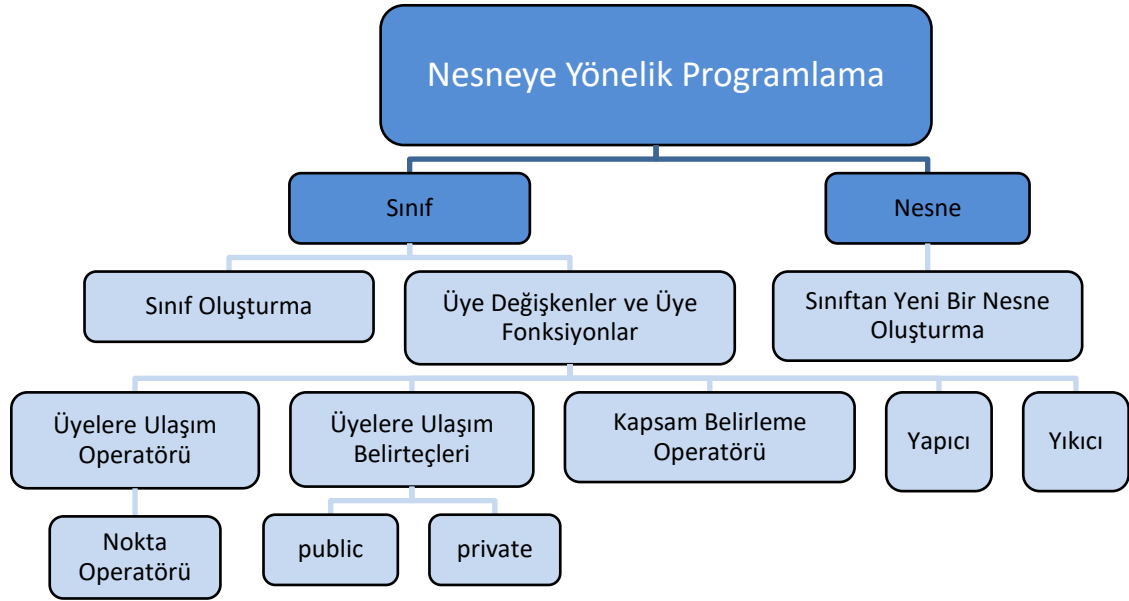 Nesneye Yönelik Programlama
Sınıf
Nesne
Sınıf Oluşturma
Üye Değişkenler ve Üye
Fonksiyonlar
Sınıftan Yeni Bir Nesne
Oluşturma
Üyelere Ulaşım
Operatörü
Üyelere Ulaşım
Belirteçleri
Kapsam Belirleme
Operatörü
Yapıcı
Yıkıcı
Nokta
Operatörü
public
private